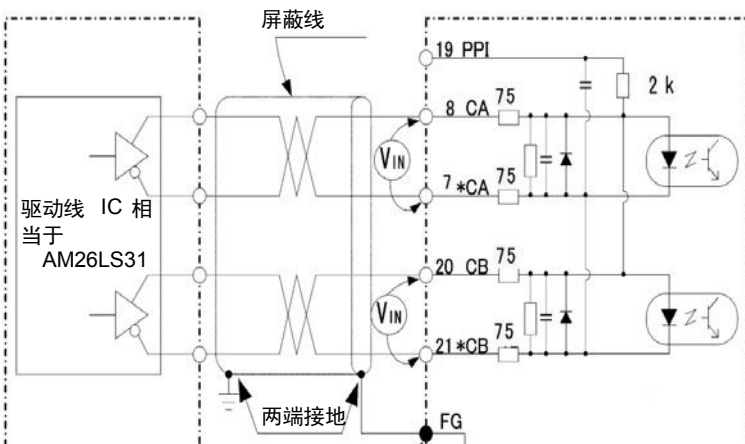 屏蔽线
19 PPI
2 k
8 CA 75
VIN
7 *CA 75
驱动线 IC 相
当于
AM26LS31
20 CB 75
VIN
21 *CB 75
两端接地
FG